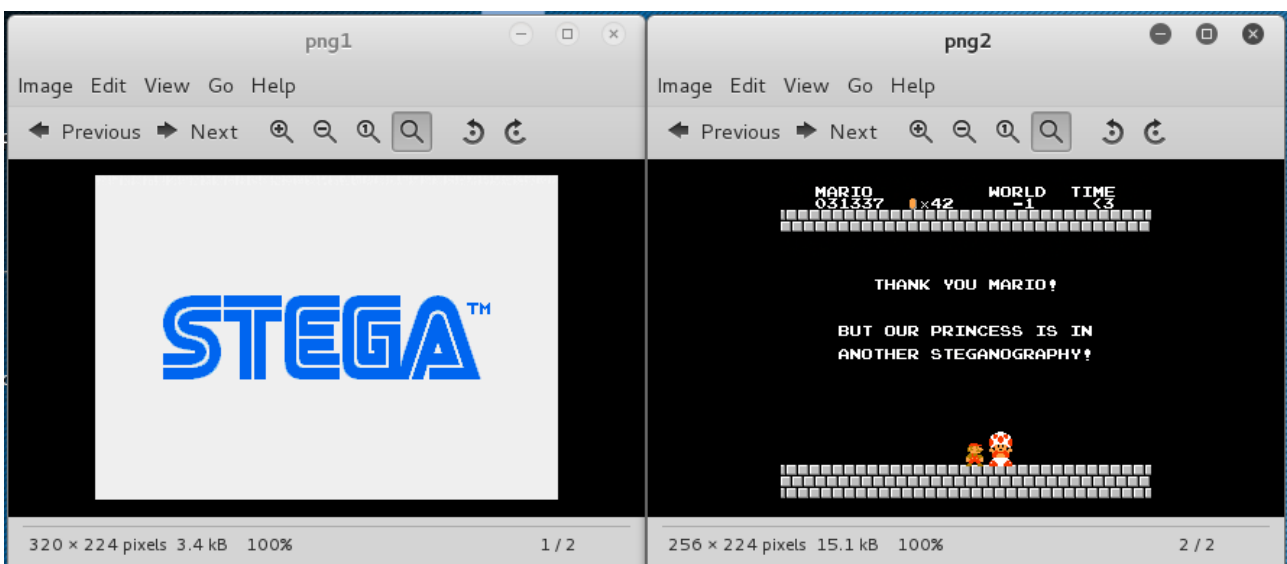 png1
Image Edit View Go Help
Previous Next
STEGA™
320 × 224 pixels 3.4 kB 100% 1 / 2
png2
Image Edit View Go Help
Previous Next
MARIO WORLD TIME
031337 ×42 -1 <3
THANK YOU MARIO!
BUT OUR PRINCESS IS IN
ANOTHER STEGANOGRAPHY!
256 × 224 pixels 15.1 kB 100% 2 / 2